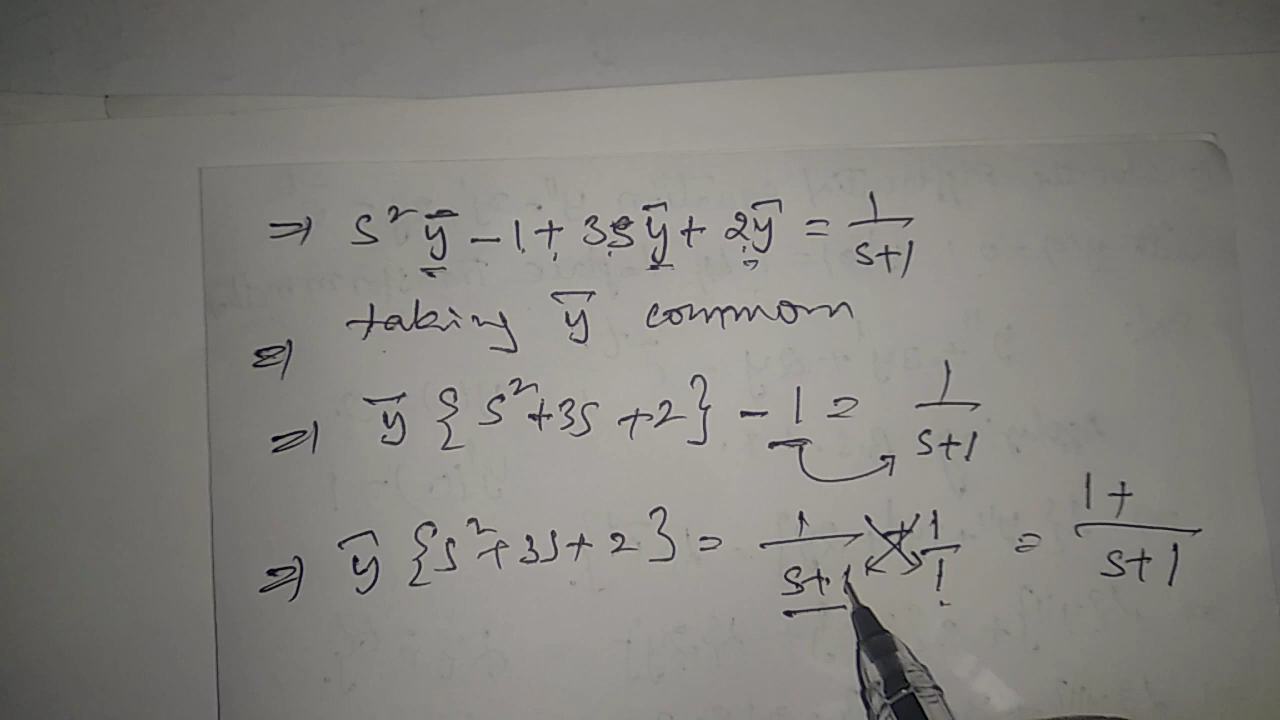 ⇒ s²ȳ - 1 + 3sȳ + 2ȳ = 1/(s+1)
⇒ taking ȳ common
⇒ ȳ {s²+3s+2} - 1 = 1/(s+1)
⇒ ȳ {s²+3s+2} = 1/(s+1) + 1/1 = 1+/(s+1)